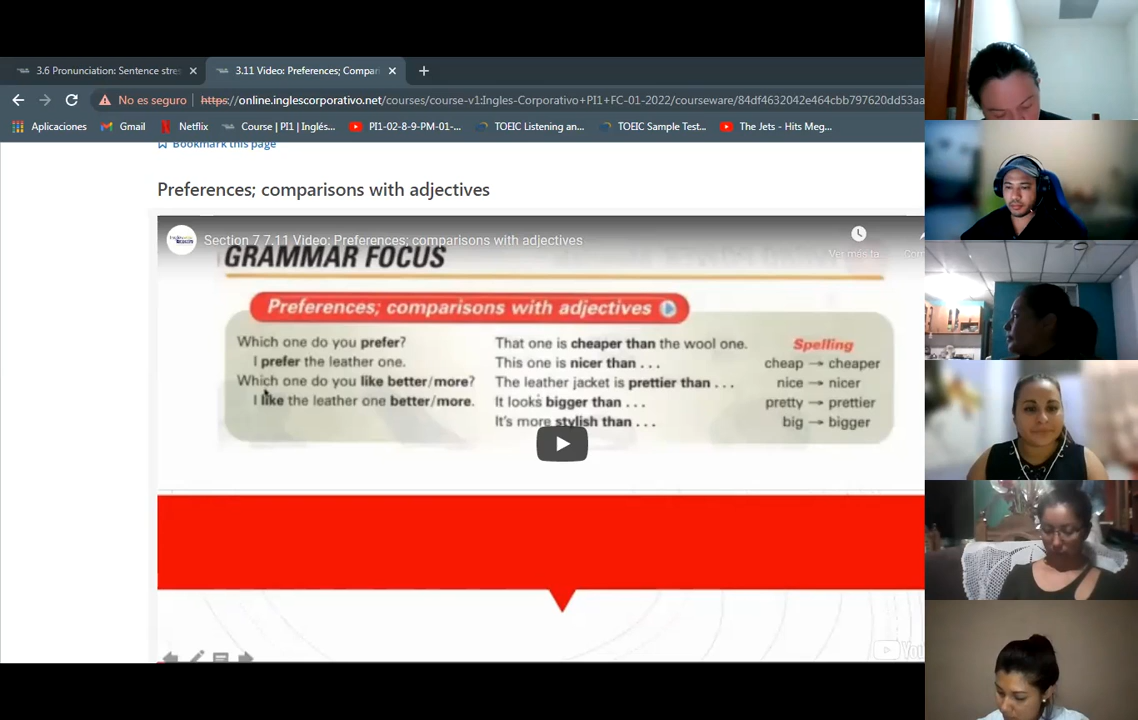 3.6 Pronunciation: Sentence stres
3.11 Video: Preferences; Compar
No es seguro
https://online.inglescorporativo.net/courses/course-v1:Ingles-Corporativo+PI1+FC-01-2022/courseware/84df4632042e464cbb797620dd53aa
Aplicaciones
Gmail
Netflix
Course | PI1 | Inglés...
PI1-02-8-9-PM-01-...
TOEIC Listening an...
TOEIC Sample Test...
The Jets - Hits Meg...
Bookmark this page
Preferences; comparisons with adjectives
Section 7 7.11 Video: Preferences; comparisons with adjectives
Ver más ta...
GRAMMAR FOCUS
Preferences; comparisons with adjectives
Which one do you prefer?
I prefer the leather one.
Which one do you like better/more?
I like the leather one better/more.
That one is cheaper than the wool one.
This one is nicer than . . .
The leather jacket is prettier than . . .
It looks bigger than . . .
It's more stylish than . . .
Spelling
cheap → cheaper
nice → nicer
pretty → prettier
big → bigger
You